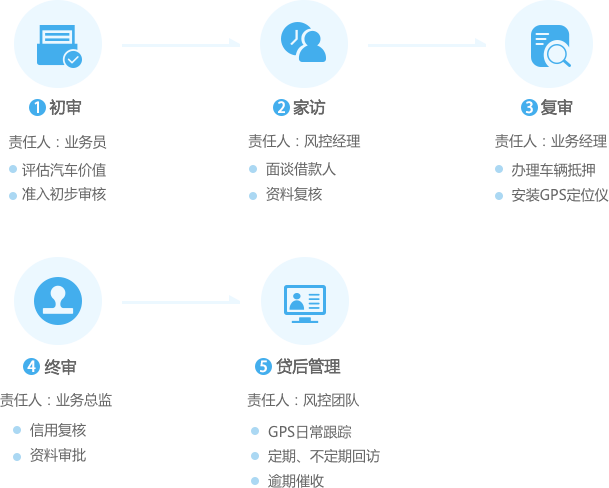 1 初审
责任人：业务员
评估汽车价值
准入初步审核
2 家访
责任人：风控经理
面谈借款人
资料复核
3 复审
责任人：业务经理
办理车辆抵押
安装GPS定位仪
4 终审
责任人：业务总监
信用复核
资料审批
5 贷后管理
责任人：风控团队
GPS日常跟踪
定期、不定期回访
逾期催收